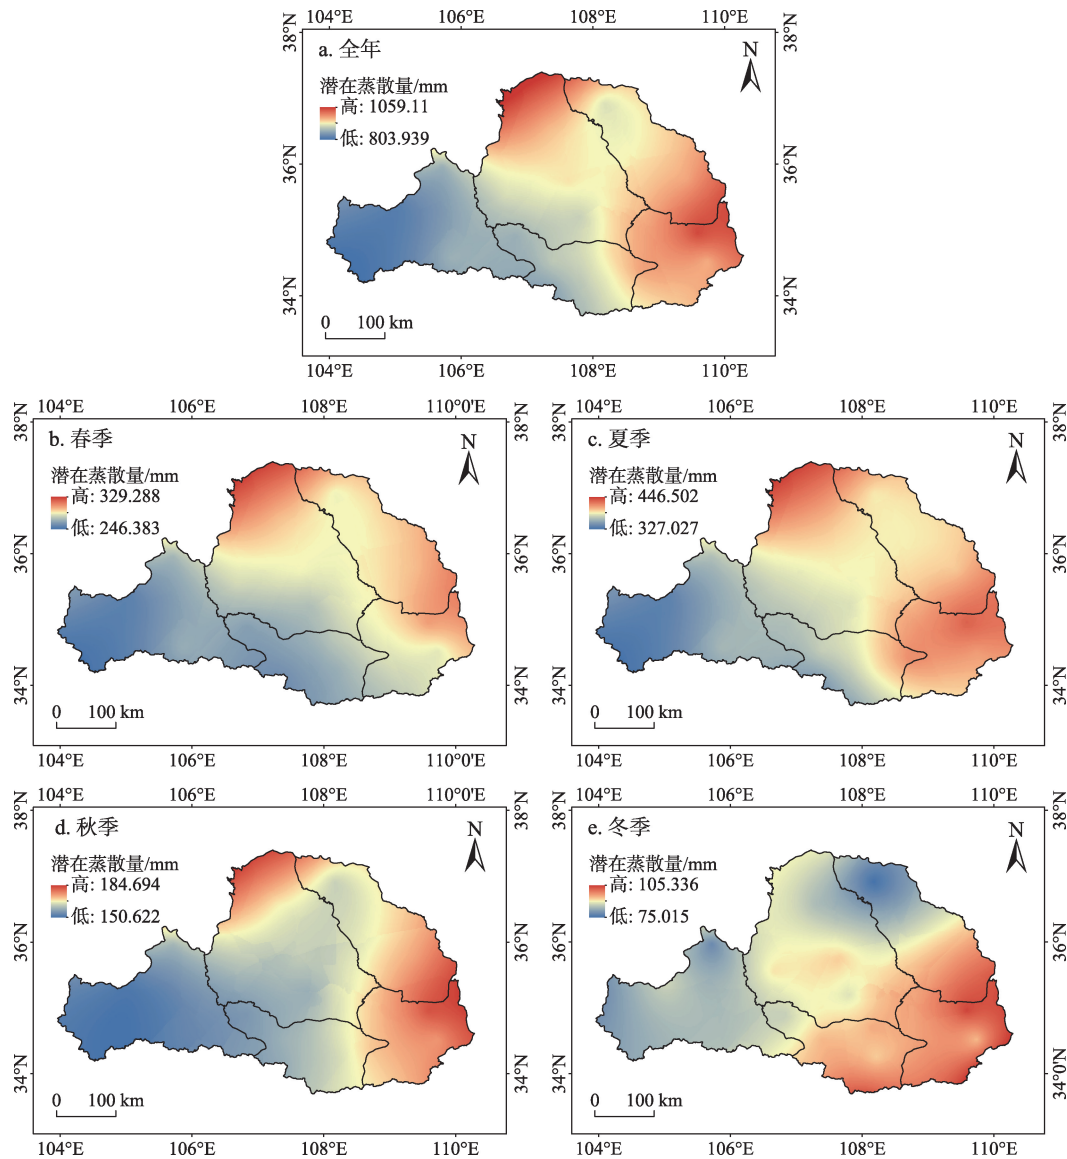 104°E 106°E 108°E 110°E
38°N 38°N
a. 全年
N
潜在蒸散量/mm
高: 1059.11
低: 803.939
36°N 36°N
34°N 34°N
0 100 km
104°E 106°E 108°E 110°E
104°E 106°E 108°E 110°0'E
38°N 38°N
b. 春季
N
潜在蒸散量/mm
高: 329.288
低: 246.383
36°N 36°N
34°N 34°N
0 100 km
104°E 106°E 108°E 110°0'E
104°E 106°E 108°E 110°E
38°N 38°N
c. 夏季
N
潜在蒸散量/mm
高: 446.502
低: 327.027
36°N 36°N
34°N 34°N
0 100 km
104°E 106°E 108°E 110°E
104°E 106°E 108°E 110°0'E
38°N 38°N
d. 秋季
N
潜在蒸散量/mm
高: 184.694
低: 150.622
36°N 36°N
34°N 34°N
0 100 km
104°E 106°E 108°E 110°0'E
104°E 106°E 108°E 110°E
38°N 38°N
e. 冬季
N
潜在蒸散量/mm
高: 105.336
低: 75.015
36°N 36°N
34°N 34°0'N
0 100 km
104°E 106°E 108°E 110°E